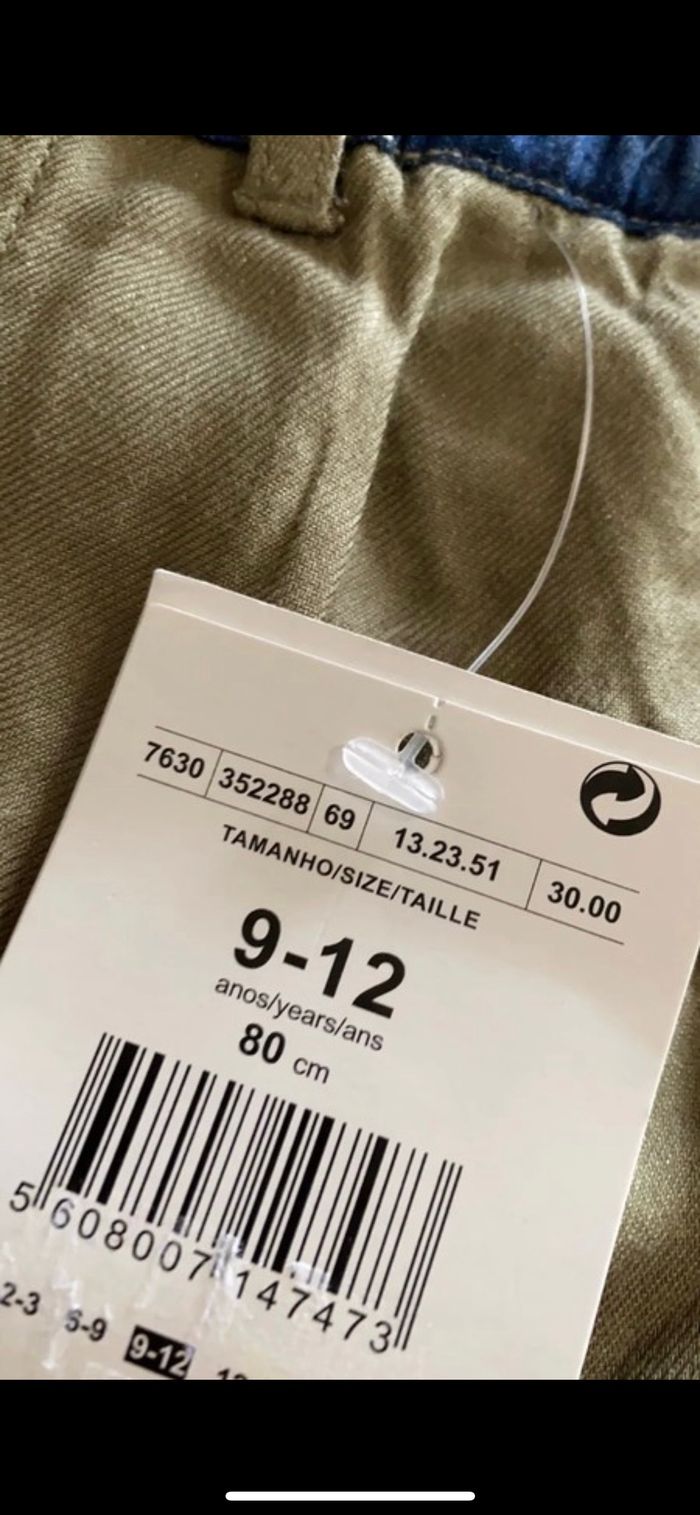 7630 352288 69 13.23.51 30.00
TAMANHO/SIZE/TAILLE
9-12
anos/years/ans
80 cm
5 608007 147473
2-3 6-9 9-12